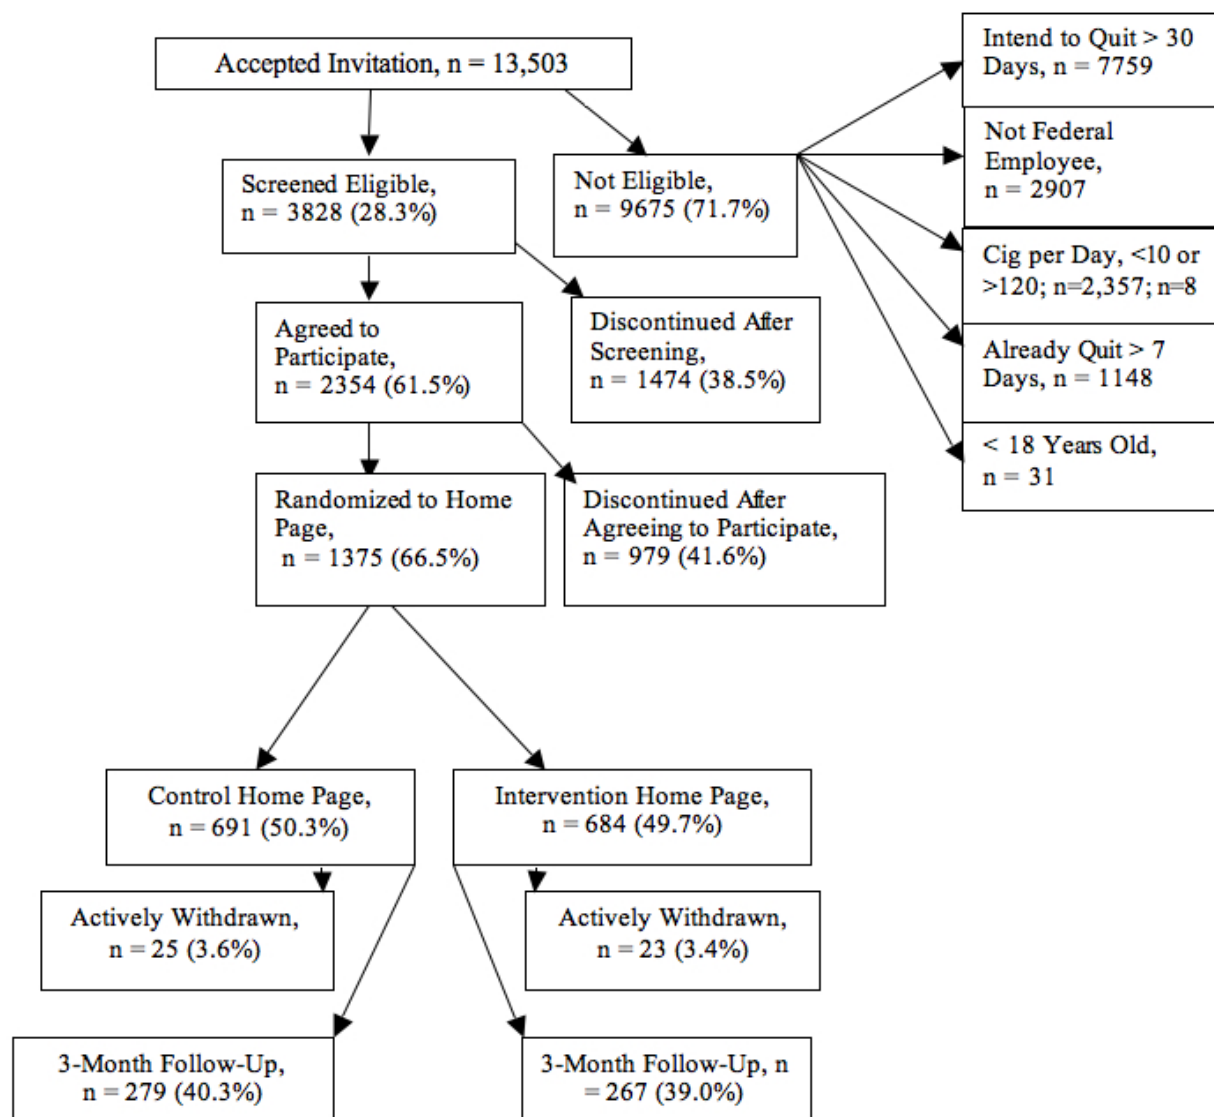 Accepted Invitation, n = 13,503
Screened Eligible,
n = 3828 (28.3%)
Not Eligible,
n = 9675 (71.7%)
Intend to Quit > 30
Days, n = 7759
Not Federal
Employee,
n = 2907
Cig per Day, <10 or
>120; n=2,357; n=8
Already Quit > 7
Days, n = 1148
< 18 Years Old,
n = 31
Agreed to
Participate,
n = 2354 (61.5%)
Discontinued After
Screening,
n = 1474 (38.5%)
Randomized to Home
Page,
n = 1375 (66.5%)
Discontinued After
Agreeing to Participate,
n = 979 (41.6%)
Control Home Page,
n = 691 (50.3%)
Intervention Home Page,
n = 684 (49.7%)
Actively Withdrawn,
n = 25 (3.6%)
Actively Withdrawn,
n = 23 (3.4%)
3-Month Follow-Up,
n = 279 (40.3%)
3-Month Follow-Up, n
= 267 (39.0%)